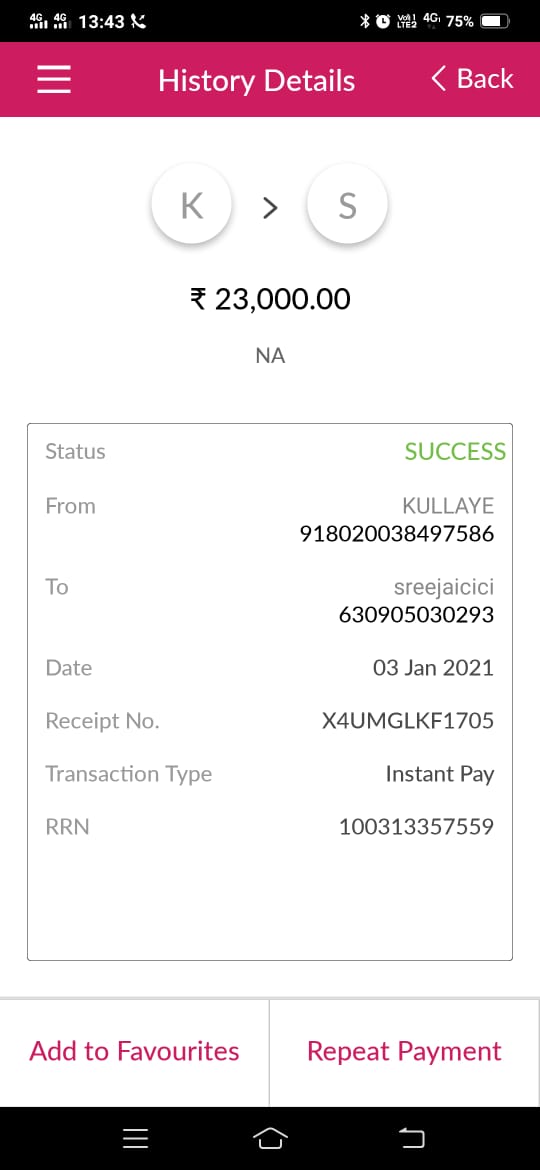 4G 4G 13:43 VoI) LTE2 4G 75%
History Details < Back
K > S
₹ 23,000.00
NA
Status SUCCESS
From KULLAYE
918020038497586
To sreejaicici
630905030293
Date 03 Jan 2021
Receipt No. X4UMGLKF1705
Transaction Type Instant Pay
RRN 100313357559
Add to Favourites Repeat Payment